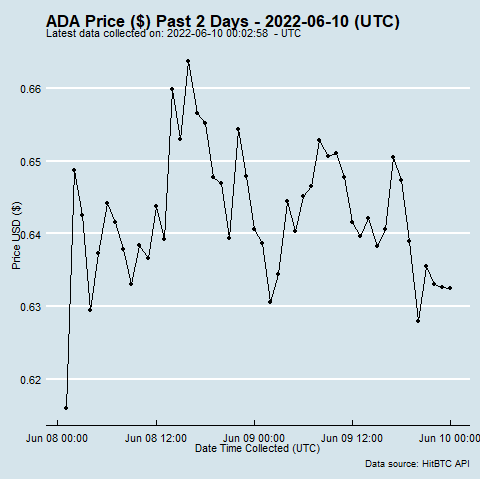 ADA Price ($) Past 2 Days - 2022-06-10 (UTC)
Latest data collected on: 2022-06-10 00:02:58 - UTC
0.66
0.65
0.64
0.63
0.62
Price USD ($)
Jun 08 00:00 Jun 08 12:00 Jun 09 00:00 Jun 09 12:00 Jun 10 00:00
Date Time Collected (UTC)
Data source: HitBTC API